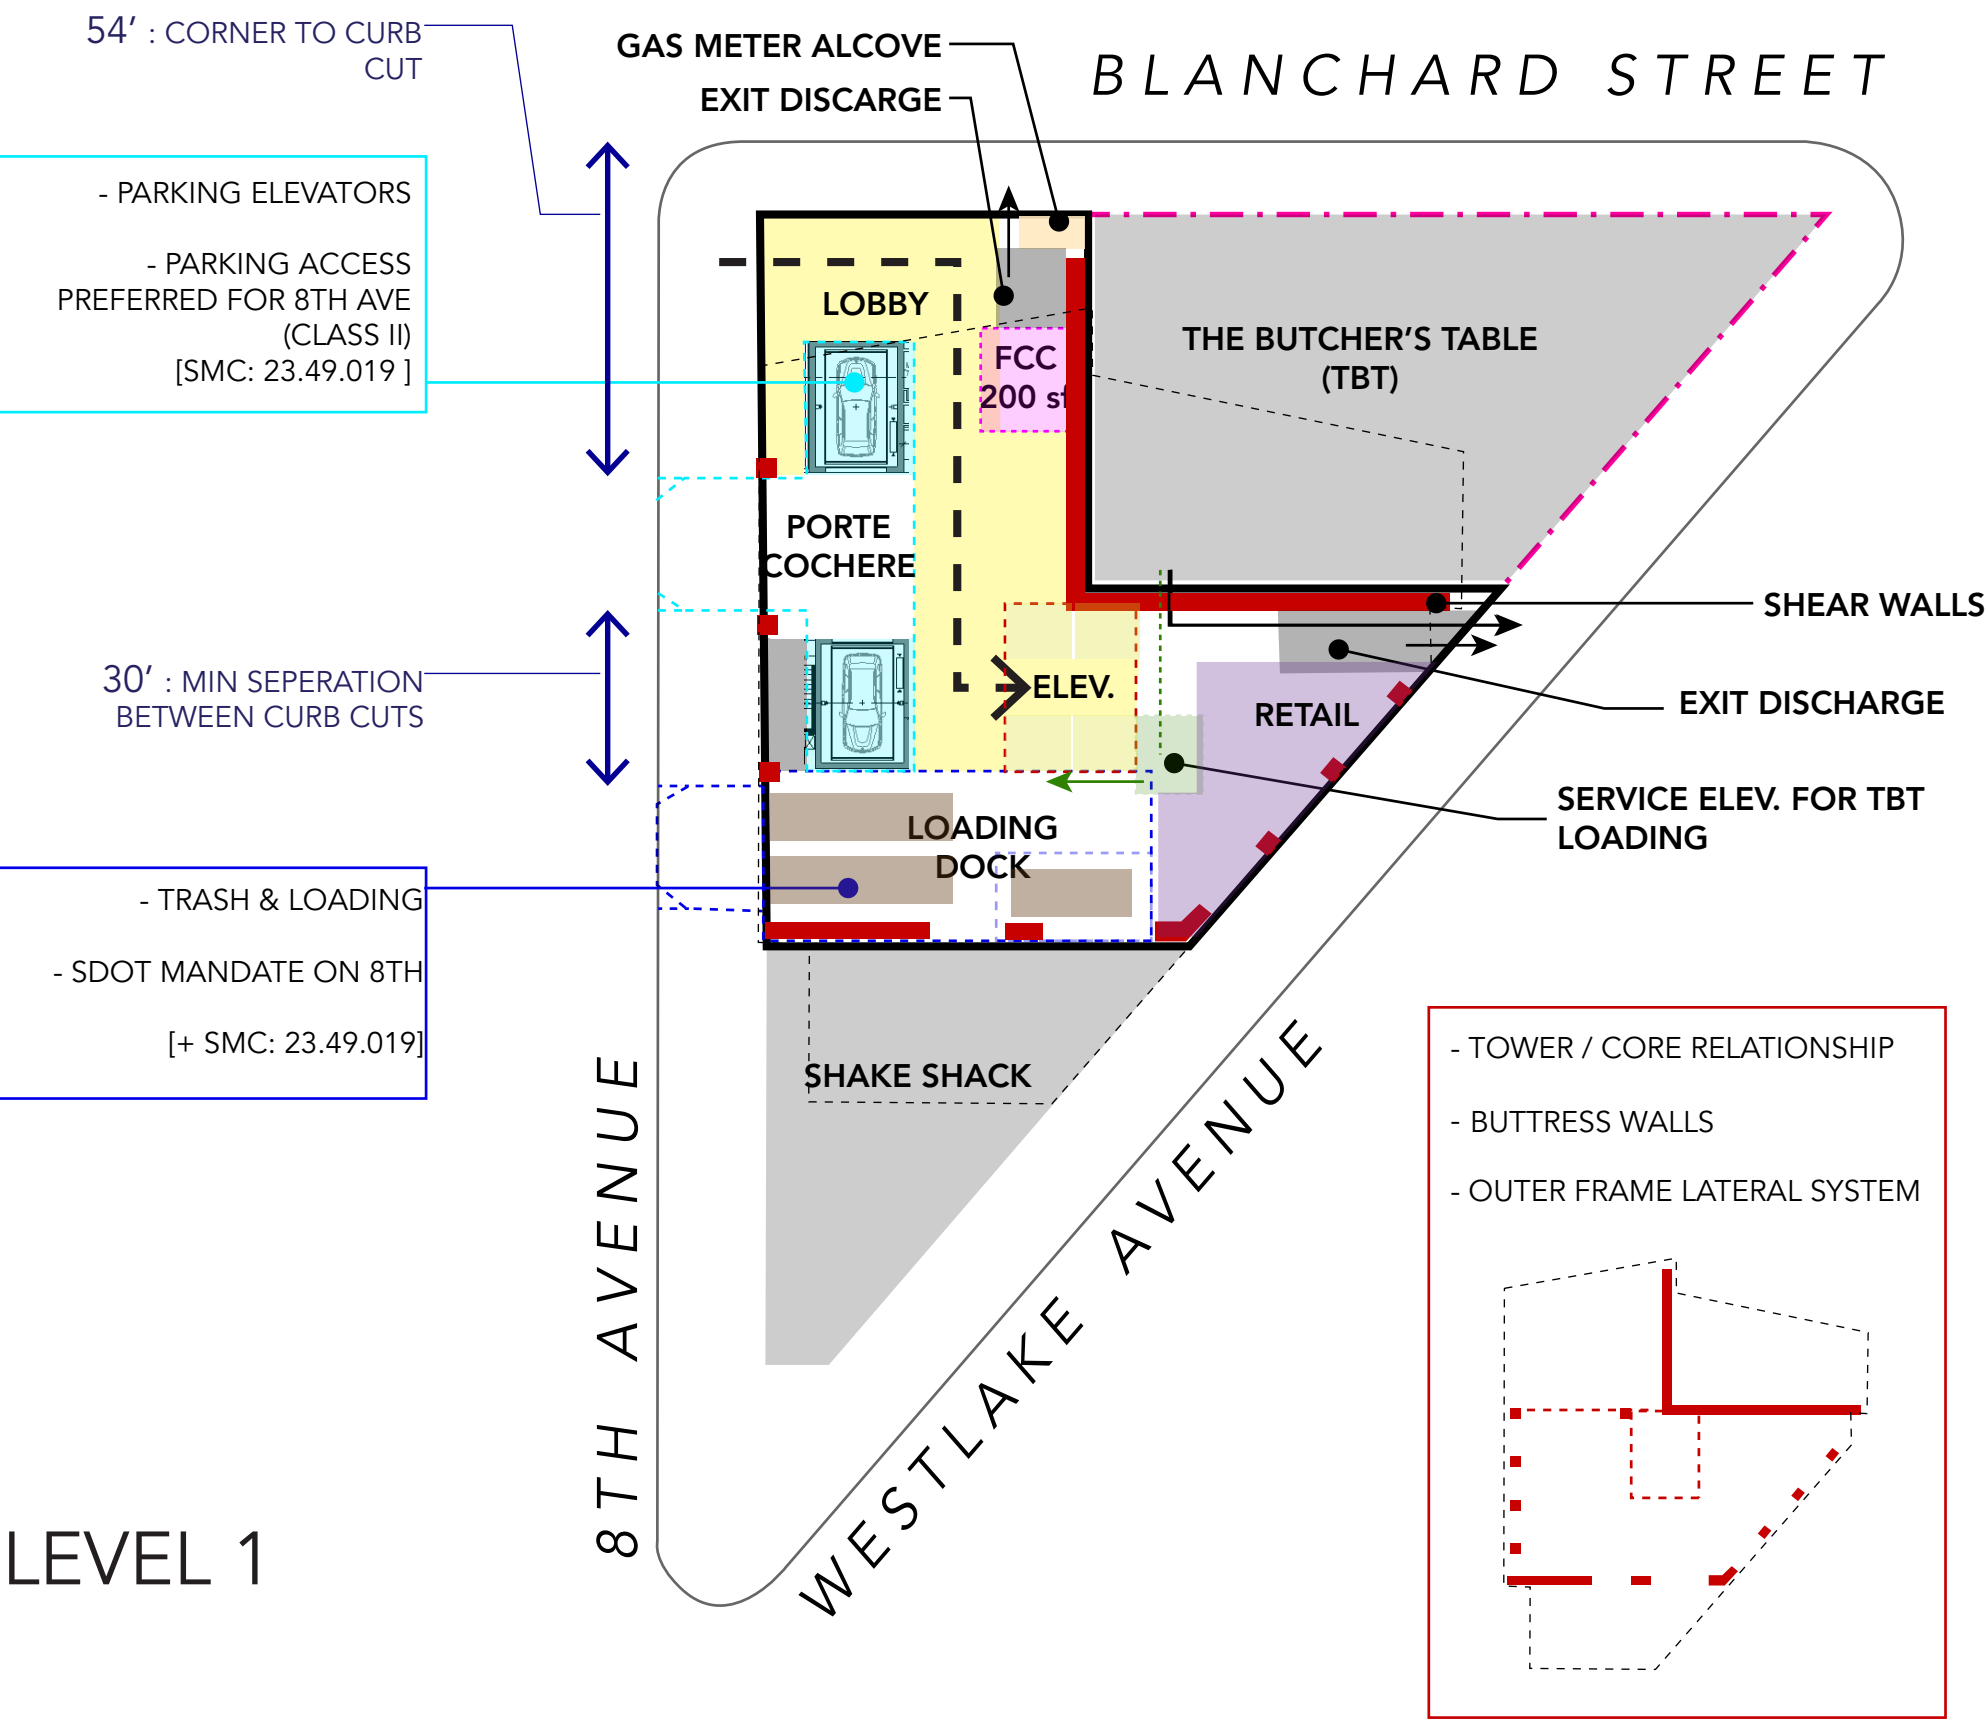 54′ : CORNER TO CURB
CUT
GAS METER ALCOVE
EXIT DISCARGE
BLANCHARD STREET
- PARKING ELEVATORS
- PARKING ACCESS
PREFERRED FOR 8TH AVE
(CLASS II)
[SMC: 23.49.019 ]
LOBBY
FCC
200 sf
THE BUTCHER'S TABLE
(TBT)
PORTE
COCHERE
SHEAR WALLS
30′ : MIN SEPERATION
BETWEEN CURB CUTS
ELEV.
RETAIL
EXIT DISCHARGE
SERVICE ELEV. FOR TBT
LOADING
LOADING
DOCK
- TRASH & LOADING
- SDOT MANDATE ON 8TH
[+ SMC: 23.49.019]
SHAKE SHACK
8TH AVENUE
WESTLAKE AVENUE
- TOWER / CORE RELATIONSHIP
- BUTTRESS WALLS
- OUTER FRAME LATERAL SYSTEM
LEVEL 1